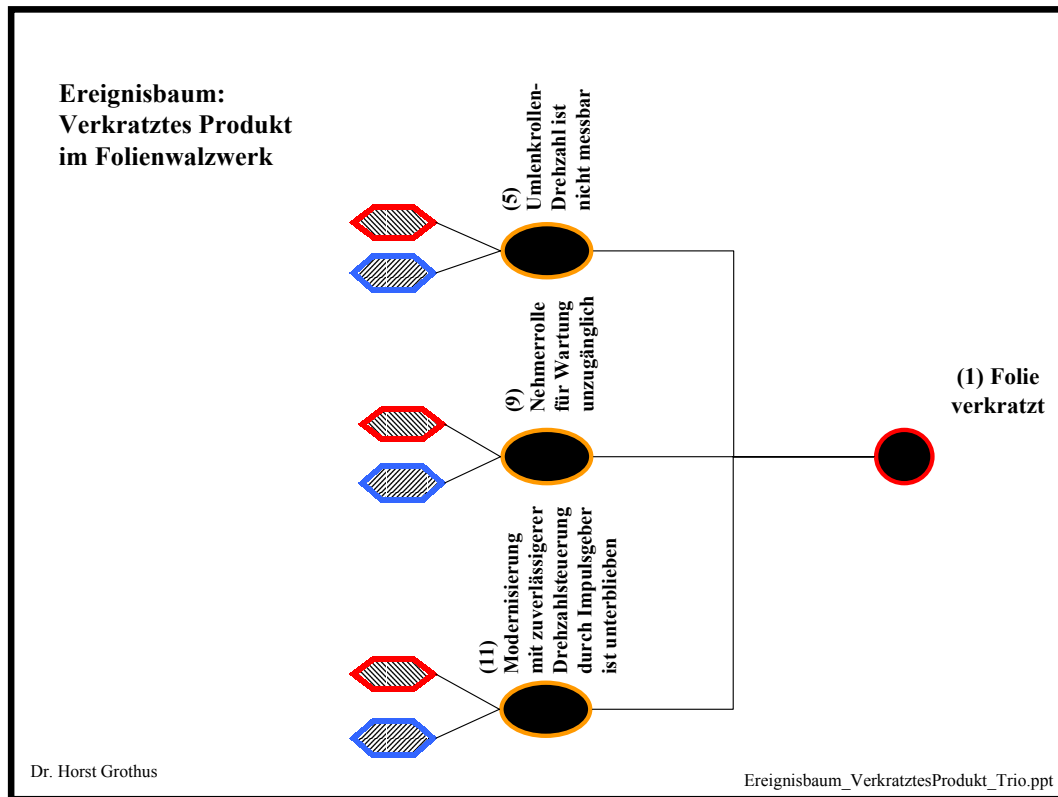 Ereignisbaum:
Verkratztes Produkt
im Folienwalzwerk
(5)
Umlenkrollen-
Drehzahl ist
nicht messbar
(9)
Nehmerrolle
für Wartung
unzugänglich
(1) Folie
verkratzt
(11)
Modernisierung
mit zuverlässigerer
Drehzahlsteuerung
durch Impulsgeber
ist unterblieben
Dr. Horst Grothus
Ereignisbaum_VerkratztesProdukt_Trio.ppt